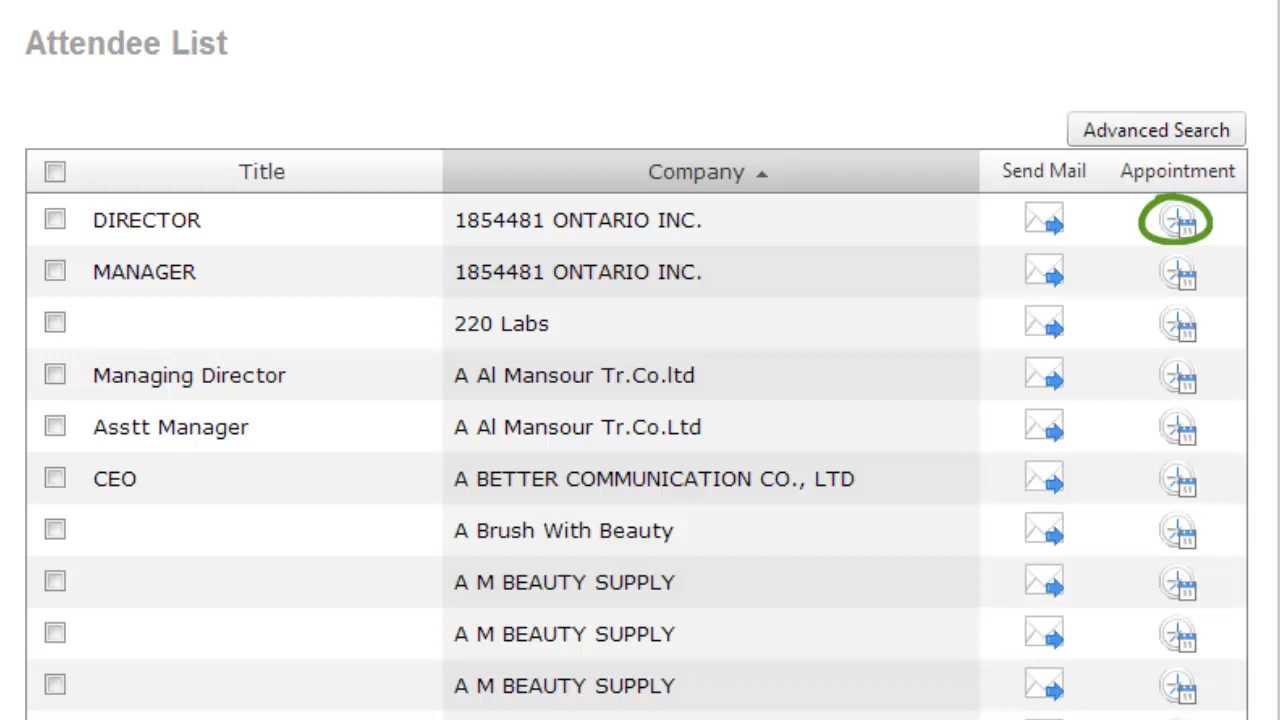 Attendee List
Advanced Search
Title Company Send Mail Appointment
DIRECTOR 1854481 ONTARIO INC.
MANAGER 1854481 ONTARIO INC.
220 Labs
Managing Director A Al Mansour Tr.Co.ltd
Asstt Manager A Al Mansour Tr.Co.Ltd
CEO A BETTER COMMUNICATION CO., LTD
A Brush With Beauty
A M BEAUTY SUPPLY
A M BEAUTY SUPPLY
A M BEAUTY SUPPLY